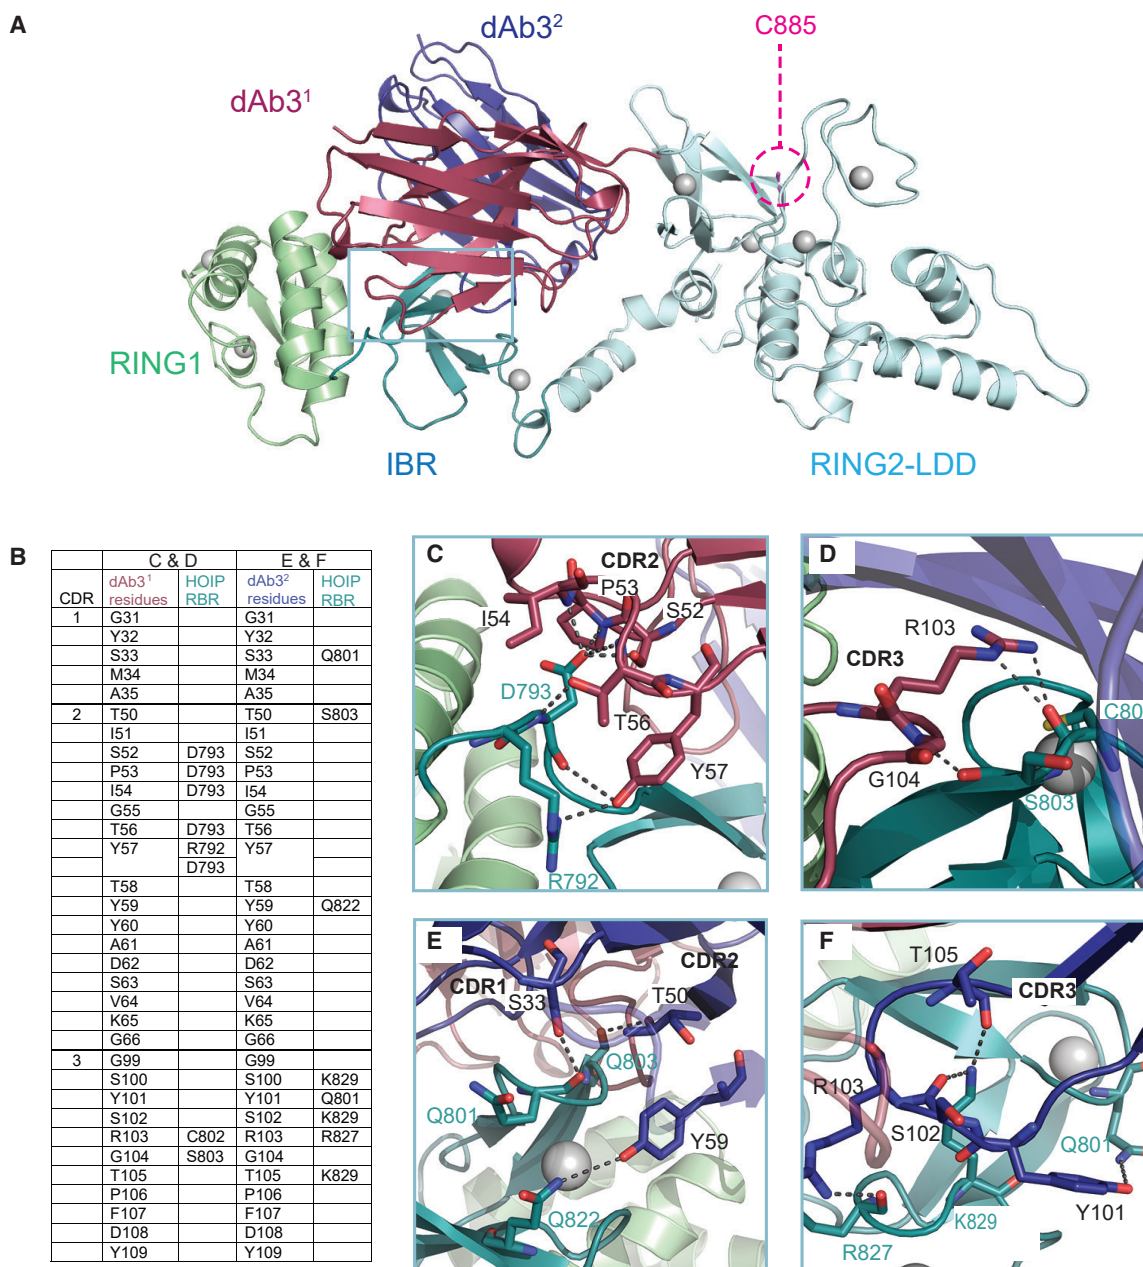 A
dAb3²
C885
dAb3¹
RING1
IBR
RING2-LDD
B
C & D E & F
CDR dAb3¹ residues HOIP RBR dAb3² residues HOIP RBR
1 G31 G31
Y32 Y32
S33 S33 Q801
M34 M34
A35 A35
2 T50 T50 S803
I51 I51
S52 D793 S52
P53 D793 P53
I54 D793 I54
G55 G55
T56 D793 T56
Y57 R792 Y57
D793
T58 T58
Y59 Y59 Q822
Y60 Y60
A61 A61
D62 D62
S63 S63
V64 V64
K65 K65
G66 G66
3 G99 G99
S100 S100 K829
Y101 Y101 Q801
S102 S102 K829
R103 C802 R103 R827
G104 S803 G104
T105 T105 K829
P106 P106
F107 F107
D108 D108
Y109 Y109
C
CDR2
P53
I54
S52
D793
T56
Y57
R792
D
R103
CDR3
C80
G104
S803
E
CDR2
CDR1
S33
T50
Q803
Q801
Y59
Q822
F
T105
CDR3
R103
S102
Q801
K829
Y101
R827